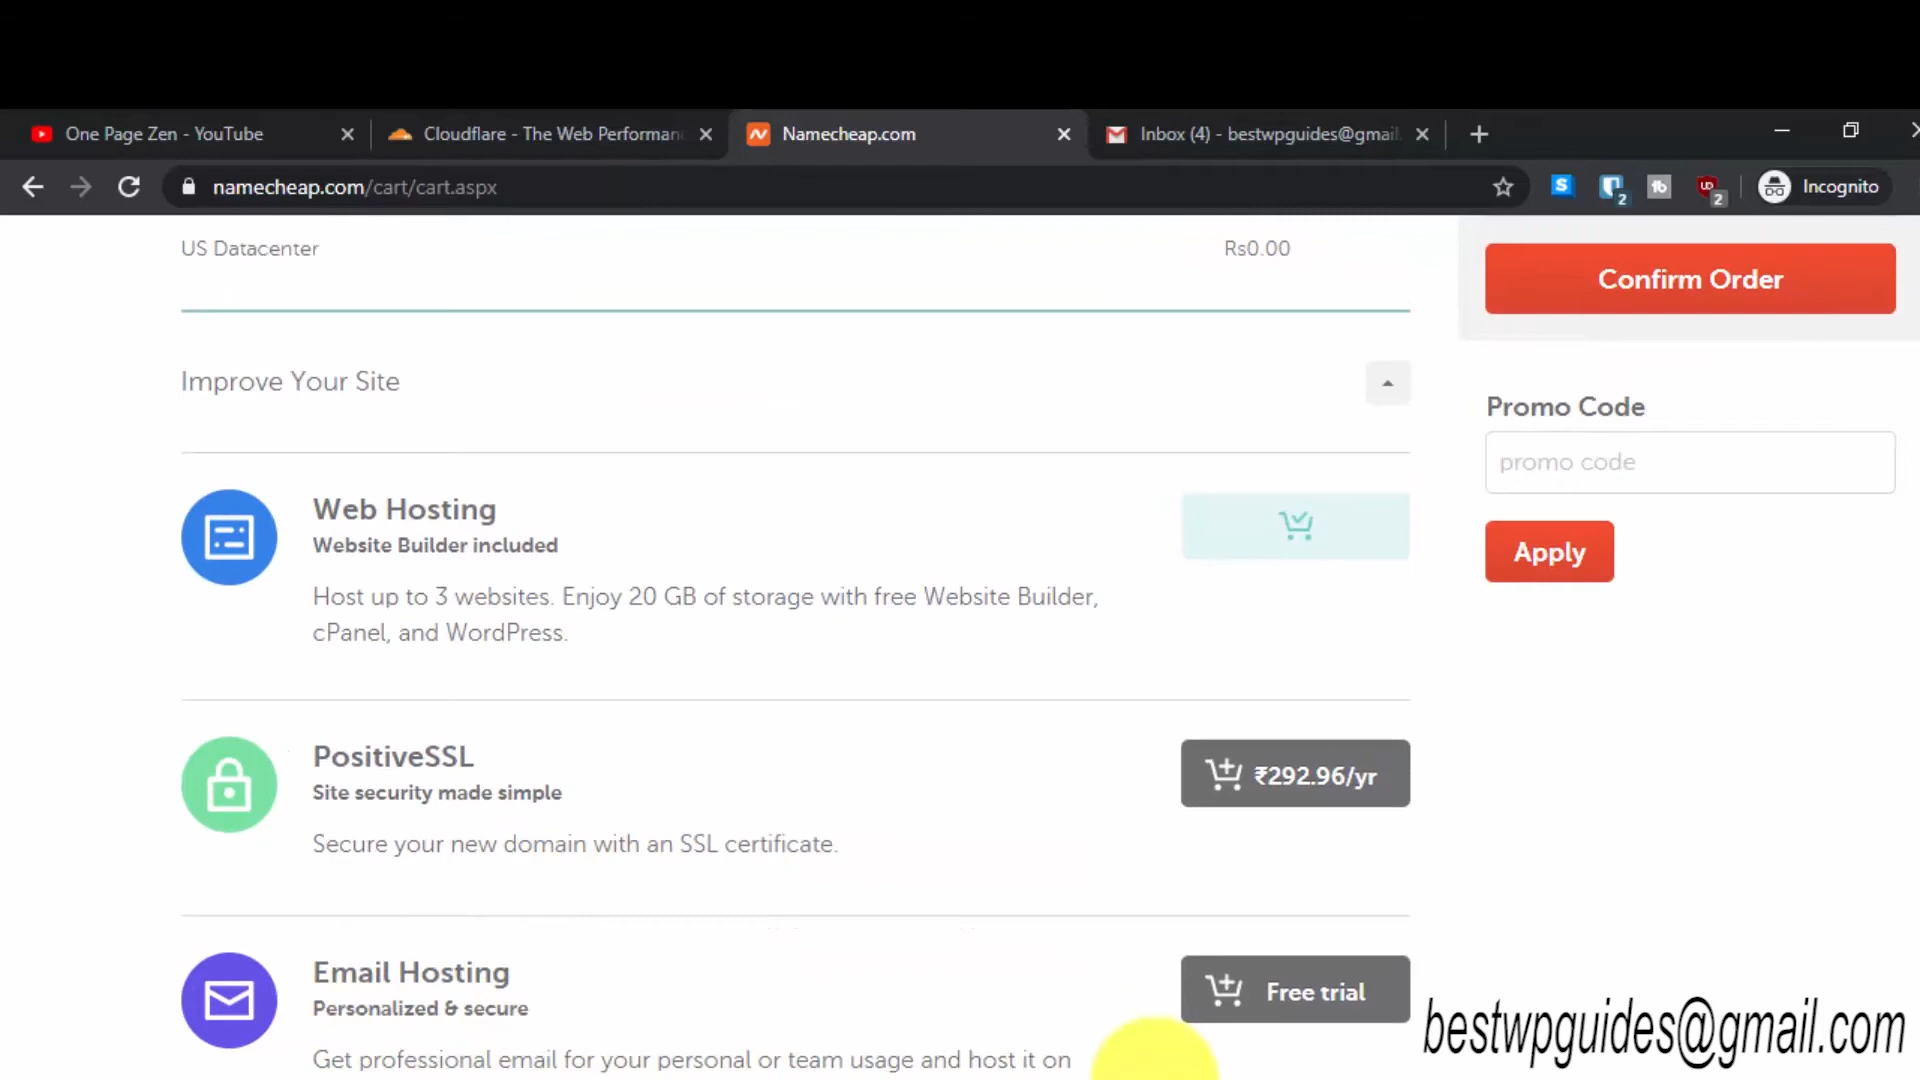 One Page Zen - YouTube
Cloudflare - The Web Performan
Namecheap.com
Inbox (4) - bestwpguides@gmail.
namecheap.com/cart/cart.aspx
S
2
tb
2
Incognito
US Datacenter
Rs0.00
Confirm Order
Improve Your Site
Promo Code
promo code
Apply
Web Hosting
Website Builder included
Host up to 3 websites. Enjoy 20 GB of storage with free Website Builder,
cPanel, and WordPress.
PositiveSSL
Site security made simple
Secure your new domain with an SSL certificate.
₹292.96/yr
Email Hosting
Personalized & secure
Get professional email for your personal or team usage and host it on
Free trial
bestwpguides@gmail.com